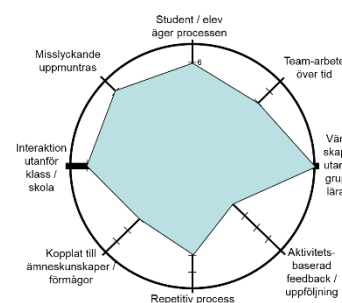 Student / elev
äger processen
Misslyckande
uppmuntras
6
Team-arbete
över tid
Interaktion
utanför
klass /
skola
Kopplat till
ämneskunskaper /
förmågor
Aktivitets-
baserad
feedback /
uppföljning
Repetitiv process